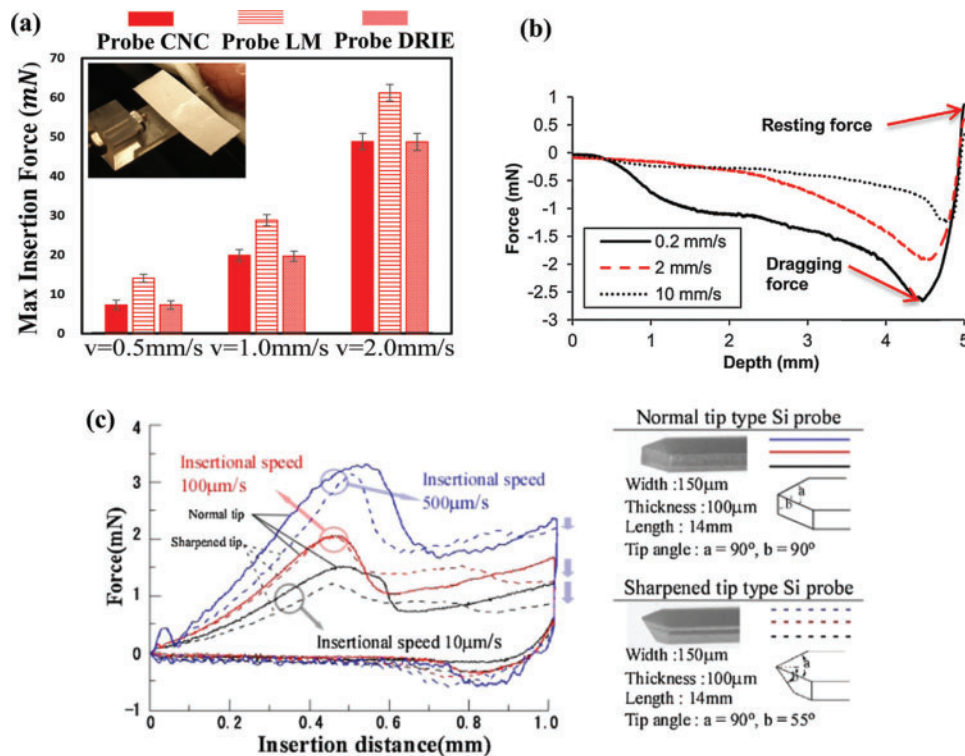 (a)
Probe CNC Probe LM Probe DRIE
Max Insertion Force (mN)
70
60
50
40
30
20
10
0
v=0.5mm/s v=1.0mm/s v=2.0mm/s
(b)
Force (mN)
1
0.5
0
-0.5
-1
-1.5
-2
-2.5
-3
Resting force
0.2 mm/s
2 mm/s
10 mm/s
Dragging
force
0 1 2 3 4 5
Depth (mm)
(c)
Force(mN)
4
3
2
1
0
−1
Insertional speed
100μm/s
Insertional speed
500μm/s
Normal tip
Sharpened tip
Insertional speed 10μm/s
0 0.2 0.4 0.6 0.8 1.0
Insertion distance(mm)
Normal tip type Si probe
Width :150μm
Thickness :100μm
Length : 14mm
Tip angle : a = 90º, b = 90º
a
b
Sharpened tip type Si probe
Width :150μm
Thickness :100μm
Length : 14mm
Tip angle : a = 90º, b = 55º
a
b